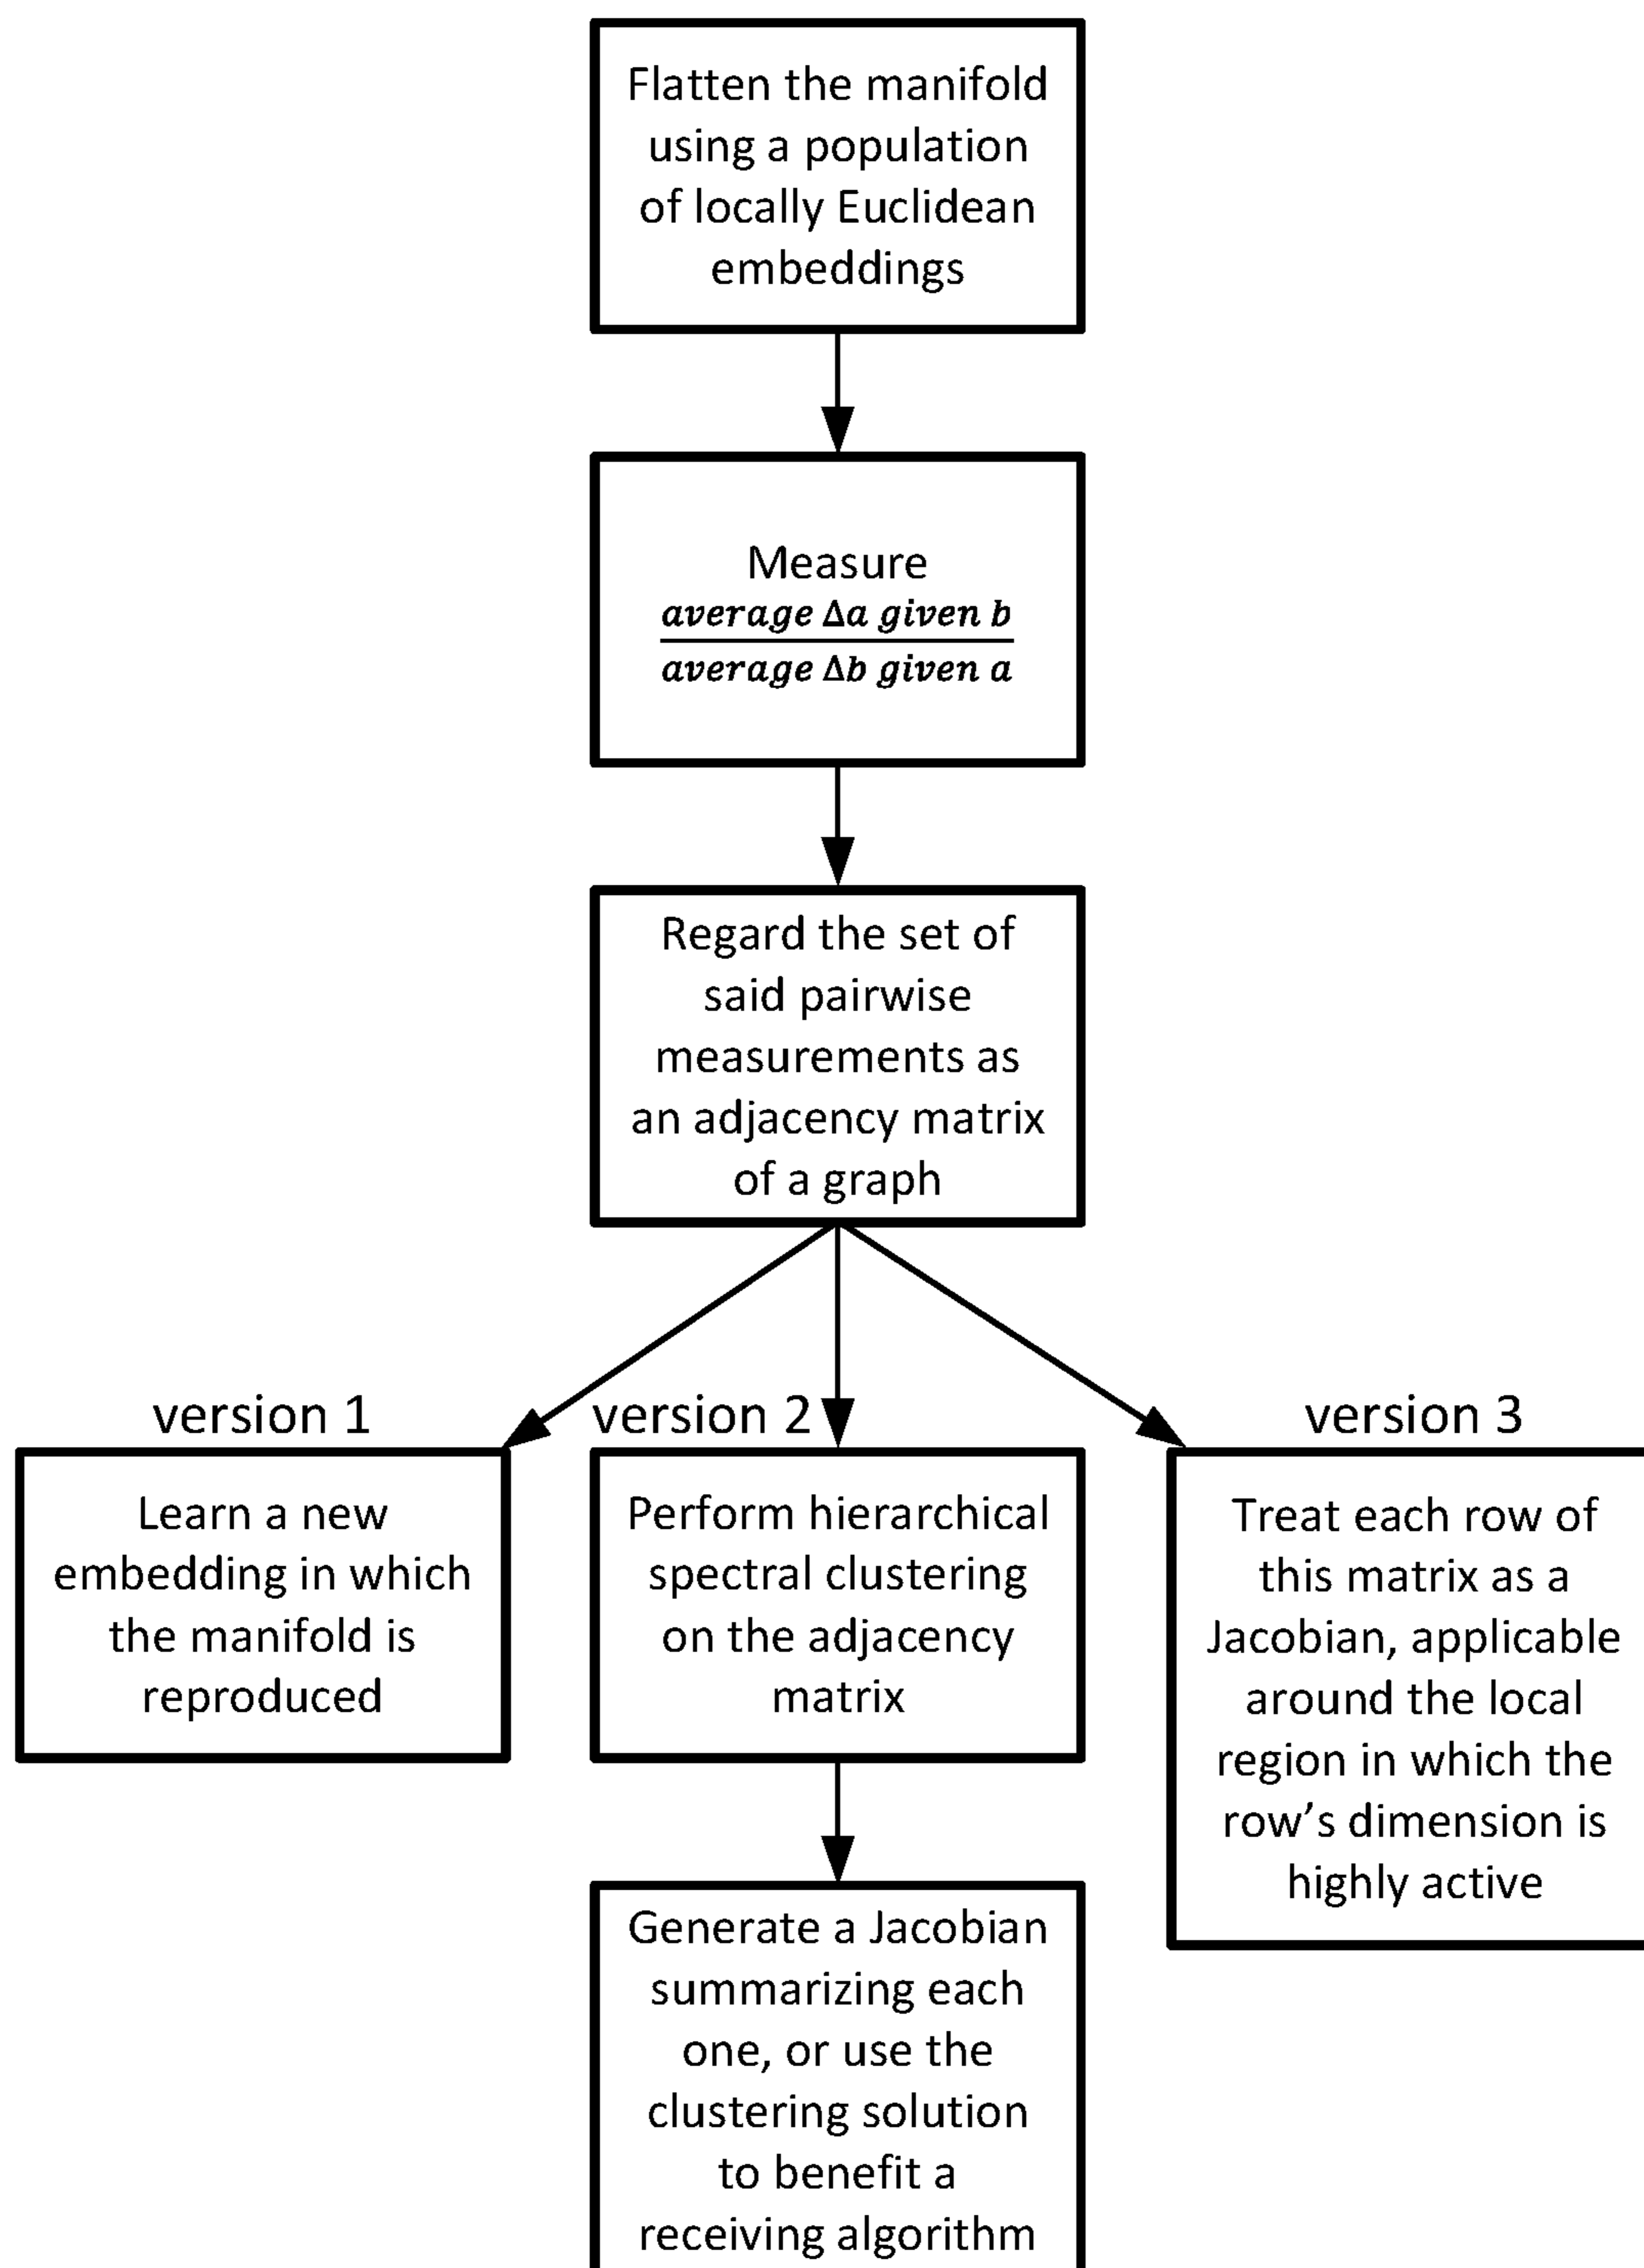 Flatten the manifold
using a population
of locally Euclidean
embeddings
Measure
average Δa given b
average Δb given a
Regard the set of
said pairwise
measurements as
an adjacency matrix
of a graph
version 1
version 2
version 3
Learn a new
embedding in which
the manifold is
reproduced
Perform hierarchical
spectral clustering
on the adjacency
matrix
Treat each row of
this matrix as a
Jacobian, applicable
around the local
region in which the
row’s dimension is
highly active
Generate a Jacobian
summarizing each
one, or use the
clustering solution
to benefit a
receiving algorithm